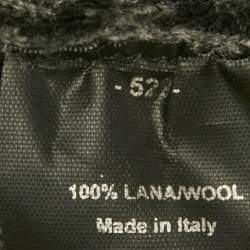 - 52 -
100% LANA/WOOL
Made in Italy